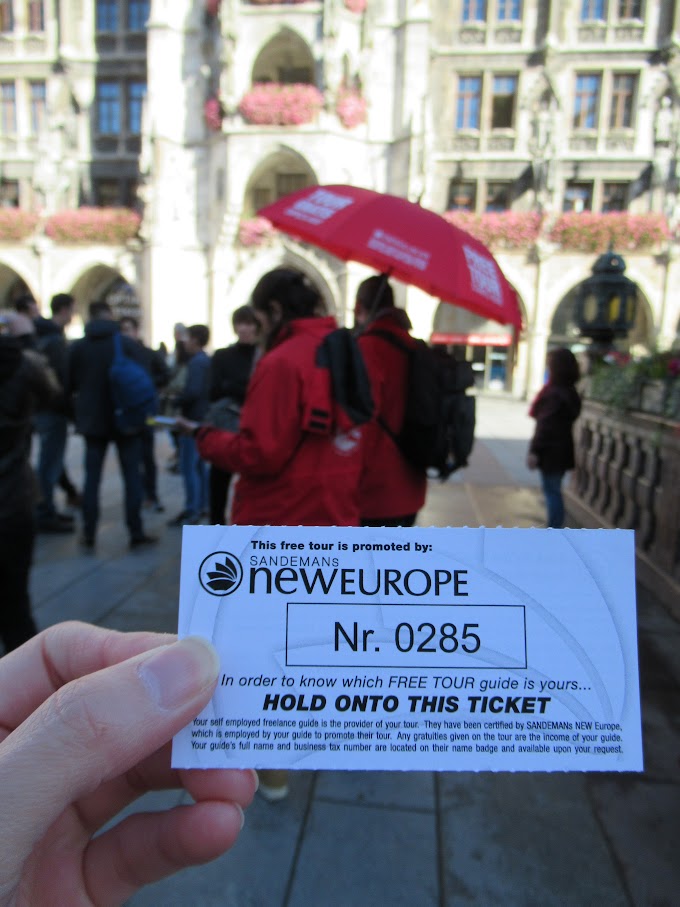 This free tour is promoted by:
SANDEMANs
newEUROPE
Nr. 0285
In order to know which FREE TOUR guide is yours...
HOLD ONTO THIS TICKET
Your self employed freelance guide is the provider of your tour. They have been certified by SANDEMANs NEW Europe,
which is employed by your guide to promote their tour. Any gratuities given on the tour are the income of your guide.
Your guide's full name and business tax number are located on their name badge and available upon your request.